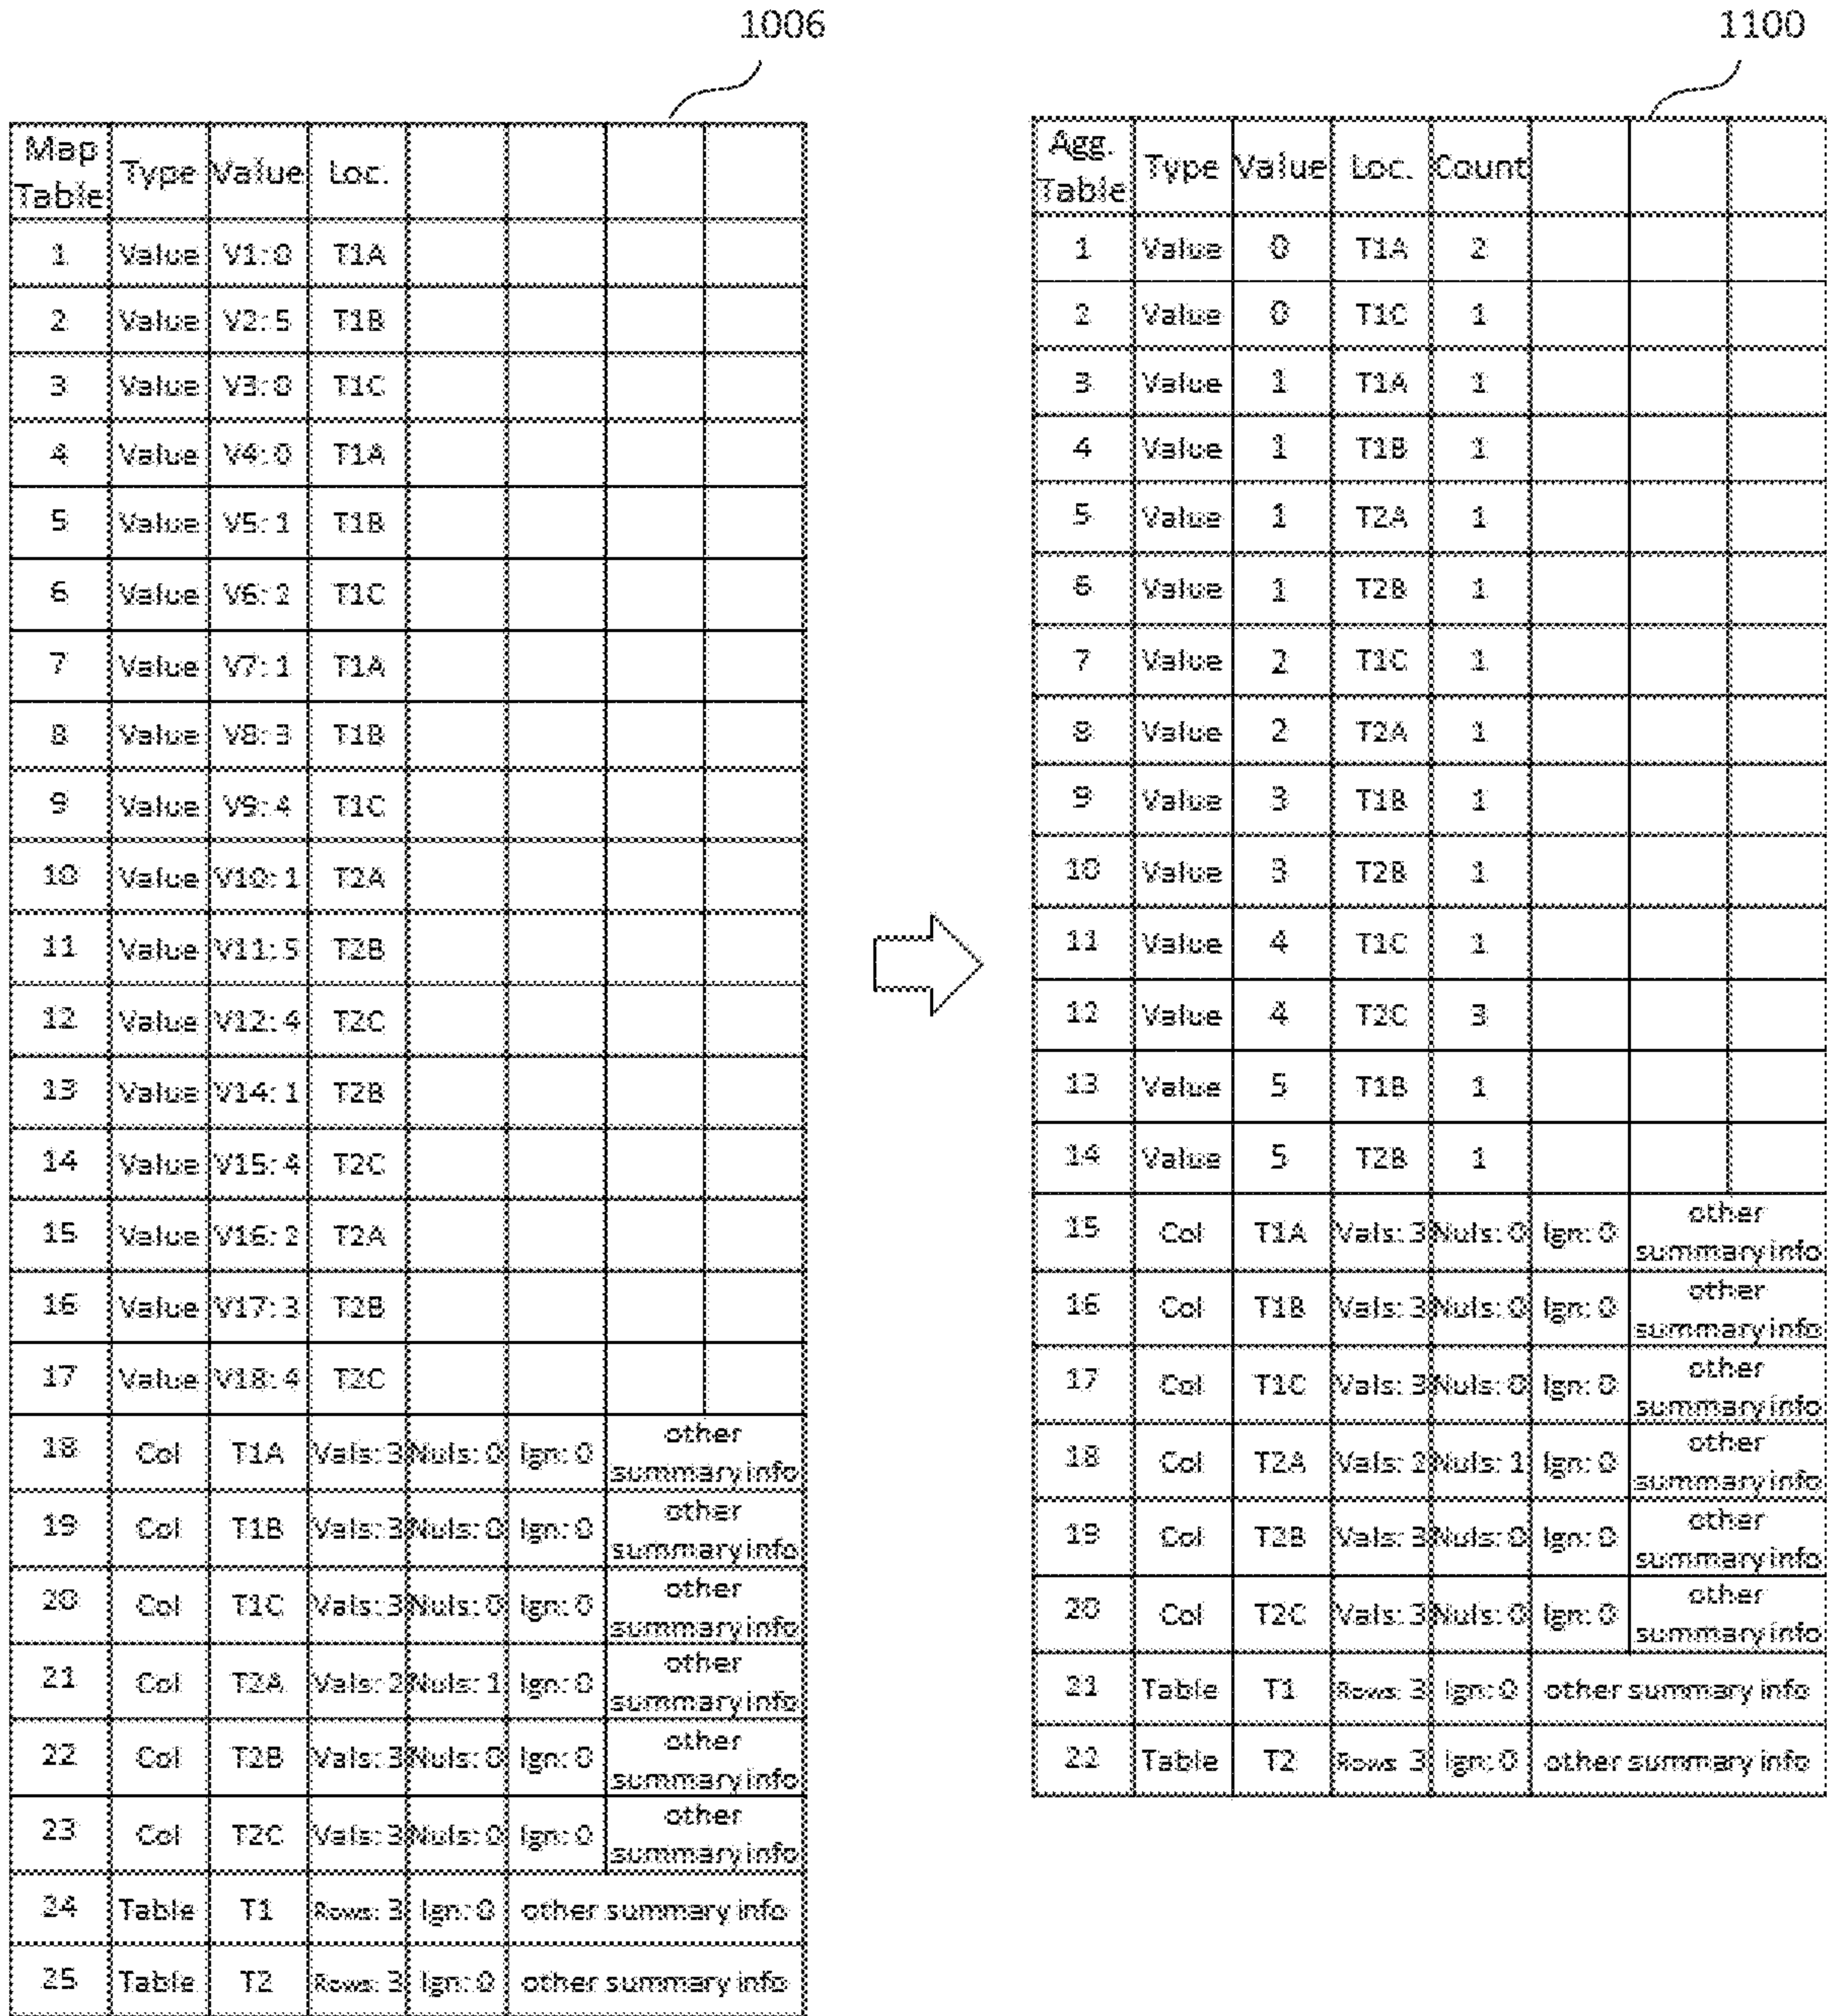 1006
Map Table Type Value Loc.
1 Value V1: 0 T1A
2 Value V2: 5 T1B
3 Value V3: 0 T1C
4 Value V4: 0 T1A
5 Value V5: 1 T1B
6 Value V6: 2 T1C
7 Value V7: 1 T1A
8 Value V8: 3 T1B
9 Value V9: 4 T1C
10 Value V10: 1 T2A
11 Value V11: 5 T2B
12 Value V12: 4 T2C
13 Value V14: 1 T2B
14 Value V15: 4 T2C
15 Value V16: 2 T2A
16 Value V17: 3 T2B
17 Value V18: 4 T2C
18 Col T1A Vals: 3 Nuls: 0 Ign: 0 other summary info
19 Col T1B Vals: 3 Nuls: 0 Ign: 0 other summary info
20 Col T1C Vals: 3 Nuls: 0 Ign: 0 other summary info
21 Col T2A Vals: 2 Nuls: 1 Ign: 0 other summary info
22 Col T2B Vals: 3 Nuls: 0 Ign: 0 other summary info
23 Col T2C Vals: 3 Nuls: 0 Ign: 0 other summary info
24 Table T1 Rows: 3 Ign: 0 other summary info
25 Table T2 Rows: 3 Ign: 0 other summary info
1100
Agg. Table Type Value Loc. Count
1 Value 0 T1A 2
2 Value 0 T1C 1
3 Value 1 T1A 1
4 Value 1 T1B 1
5 Value 1 T2A 1
6 Value 1 T2B 1
7 Value 2 T1C 1
8 Value 2 T2A 1
9 Value 3 T1B 1
10 Value 3 T2B 1
11 Value 4 T1C 1
12 Value 4 T2C 3
13 Value 5 T1B 1
14 Value 5 T2B 1
15 Col T1A Vals: 3 Nuls: 0 Ign: 0 other summary info
16 Col T1B Vals: 3 Nuls: 0 Ign: 0 other summary info
17 Col T1C Vals: 3 Nuls: 0 Ign: 0 other summary info
18 Col T2A Vals: 2 Nuls: 1 Ign: 0 other summary info
19 Col T2B Vals: 3 Nuls: 0 Ign: 0 other summary info
20 Col T2C Vals: 3 Nuls: 0 Ign: 0 other summary info
21 Table T1 Rows: 3 Ign: 0 other summary info
22 Table T2 Rows 3 Ign: 0 other summary info